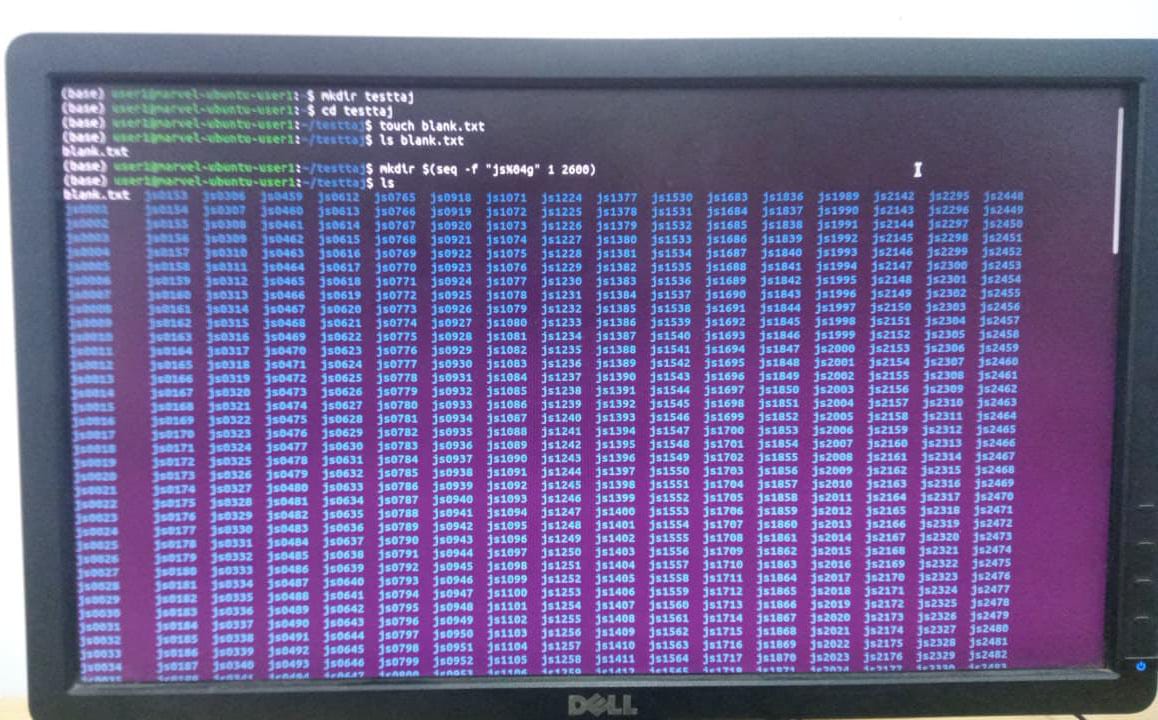 (base) user1@marvel-ubuntu-user1: $ mkdir testtaj
(base) user1@marvel-ubuntu-user1: $ cd testtaj
(base) user1@marvel-ubuntu-user1:~/testtaj$ touch blank.txt
(base) user1@marvel-ubuntu-user1:~/testtaj$ ls blank.txt
blank.txt
(base) user1@marvel-ubuntu-user1:~/testtaj$ mkdir $(seq -f "js%04g" 1 2600)
(base) user1@marvel-ubuntu-user1:~/testtaj$ ls
blank.txt js0153 js0306 js0459 js0612 js0765 js0918 js1071 js1224 js1377 js1530 js1683 js1836 js1989 js2142 js2295 js2448
js0154 js0307 js0460 js0613 js0766 js0919 js1072 js1225 js1378 js1531 js1684 js1837 js1990 js2143 js2296 js2449
js0308 js0461 js0614 js0767 js0920 js1073 js1226 js1379 js1532 js1685 js1838 js1991 js2144 js2297 js2450
js0156 js0309 js0462 js0615 js0768 js0921 js1074 js1227 js1380 js1533 js1686 js1839 js1992 js2145 js2298 js2451
js0157 js0310 js0463 js0616 js0769 js0922 js1075 js1228 js1381 js1534 js1687 js1840 js1993 js2146 js2299 js2452
js0158 js0311 js0464 js0617 js0770 js0923 js1076 js1229 js1382 js1535 js1688 js1841 js1994 js2147 js2300 js2453
js0159 js0312 js0465 js0618 js0771 js0924 js1077 js1230 js1383 js1536 js1689 js1842 js1995 js2148 js2301 js2454
js0160 js0313 js0466 js0619 js0772 js0925 js1078 js1231 js1384 js1537 js1690 js1843 js1996 js2149 js2302 js2455
js0161 js0314 js0467 js0620 js0773 js0926 js1079 js1232 js1385 js1538 js1691 js1844 js1997 js2150 js2303 js2456
js0162 js0315 js0468 js0621 js0774 js0927 js1080 js1233 js1386 js1539 js1692 js1845 js1998 js2151 js2304 js2457
js0163 js0316 js0469 js0622 js0775 js0928 js1081 js1234 js1387 js1540 js1693 js1846 js1999 js2152 js2305 js2458
js0011 js0164 js0317 js0470 js0623 js0776 js0929 js1082 js1235 js1388 js1541 js1694 js1847 js2000 js2153 js2306 js2459
js0012 js0165 js0318 js0471 js0624 js0777 js0930 js1083 js1236 js1389 js1542 js1695 js1848 js2001 js2154 js2307 js2460
js0013 js0166 js0319 js0472 js0625 js0778 js0931 js1084 js1237 js1390 js1543 js1696 js1849 js2002 js2155 js2308 js2461
js0014 js0167 js0320 js0473 js0626 js0779 js0932 js1085 js1238 js1391 js1544 js1697 js1850 js2003 js2156 js2309 js2462
js0015 js0168 js0321 js0474 js0627 js0780 js0933 js1086 js1239 js1392 js1545 js1698 js1851 js2004 js2157 js2310 js2463
js0016 js0169 js0322 js0475 js0628 js0781 js0934 js1087 js1240 js1393 js1546 js1699 js1852 js2005 js2158 js2311 js2464
js0017 js0170 js0323 js0476 js0629 js0782 js0935 js1088 js1241 js1394 js1547 js1700 js1853 js2006 js2159 js2312 js2465
js0018 js0171 js0324 js0477 js0630 js0783 js0936 js1089 js1242 js1395 js1548 js1701 js1854 js2007 js2160 js2313 js2466
js0019 js0172 js0325 js0478 js0631 js0784 js0937 js1090 js1243 js1396 js1549 js1702 js1855 js2008 js2161 js2314 js2467
js0020 js0173 js0326 js0479 js0632 js0785 js0938 js1091 js1244 js1397 js1550 js1703 js1856 js2009 js2162 js2315 js2468
js0021 js0174 js0327 js0480 js0633 js0786 js0939 js1092 js1245 js1398 js1551 js1704 js1857 js2010 js2163 js2316 js2469
js0022 js0175 js0328 js0481 js0634 js0787 js0940 js1093 js1246 js1399 js1552 js1705 js1858 js2011 js2164 js2317 js2470
js0023 js0176 js0329 js0482 js0635 js0788 js0941 js1094 js1247 js1400 js1553 js1706 js1859 js2012 js2165 js2318 js2471
js0024 js0177 js0330 js0483 js0636 js0789 js0942 js1095 js1248 js1401 js1554 js1707 js1860 js2013 js2166 js2319 js2472
js0025 js0178 js0331 js0484 js0637 js0790 js0943 js1096 js1249 js1402 js1555 js1708 js1861 js2014 js2167 js2320 js2473
js0026 js0179 js0332 js0485 js0638 js0791 js0944 js1097 js1250 js1403 js1556 js1709 js1862 js2015 js2168 js2321 js2474
js0027 js0180 js0333 js0486 js0639 js0792 js0945 js1098 js1251 js1404 js1557 js1710 js1863 js2016 js2169 js2322 js2475
js0028 js0181 js0334 js0487 js0640 js0793 js0946 js1099 js1252 js1405 js1558 js1711 js1864 js2017 js2170 js2323 js2476
js0029 js0182 js0335 js0488 js0641 js0794 js0947 js1100 js1253 js1406 js1559 js1712 js1865 js2018 js2171 js2324 js2477
js0030 js0183 js0336 js0489 js0642 js0795 js0948 js1101 js1254 js1407 js1560 js1713 js1866 js2019 js2172 js2325 js2478
js0031 js0184 js0337 js0490 js0643 js0796 js0949 js1102 js1255 js1408 js1561 js1714 js1867 js2020 js2173 js2326 js2479
js0032 js0185 js0338 js0491 js0644 js0797 js0950 js1103 js1256 js1409 js1562 js1715 js1868 js2021 js2174 js2327 js2480
js0033 js0186 js0339 js0492 js0645 js0798 js0951 js1104 js1257 js1410 js1563 js1716 js1869 js2022 js2175 js2328 js2481
js0034 js0187 js0340 js0493 js0646 js0799 js0952 js1105 js1258 js1411 js1564 js1717 js1870 js2023 js2176 js2329 js2482
DELL